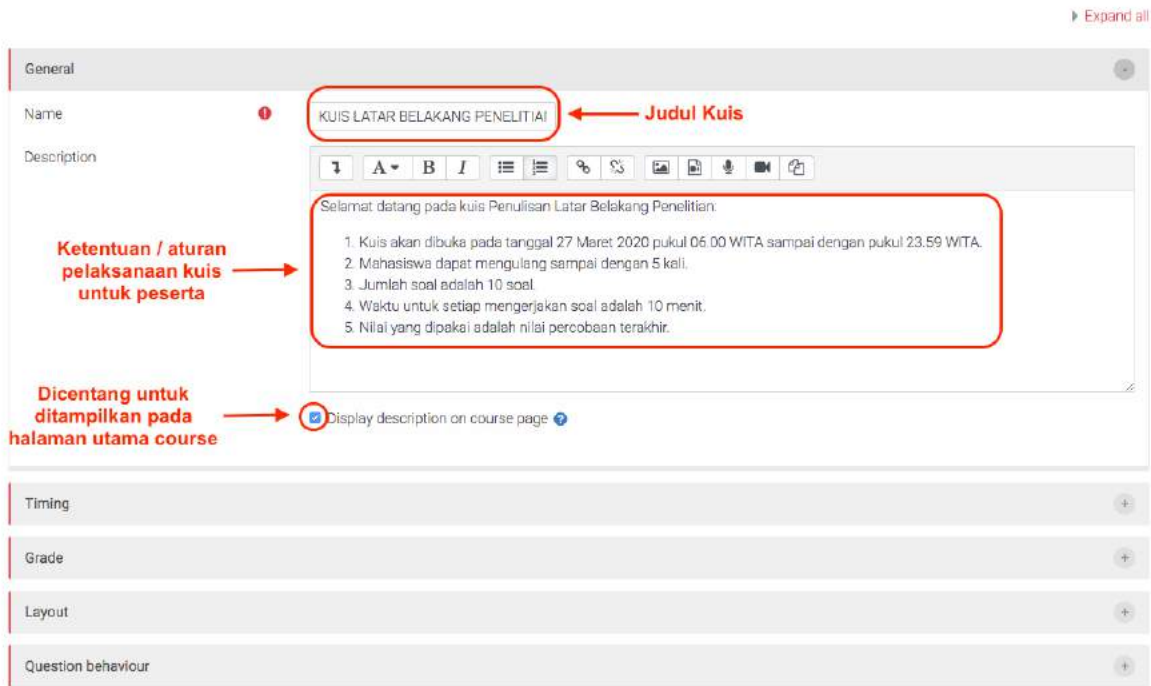 Expand all
General
Name
KUIS LATAR BELAKANG PENELITIAI
Judul Kuis
Description
A B I
Selamat datang pada kuis Penulisan Latar Belakang Penelitian:
1. Kuis akan dibuka pada tanggal 27 Maret 2020 pukul 06.00 WITA sampai dengan pukul 23.59 WITA.
2. Mahasiswa dapat mengulang sampai dengan 5 kali.
3. Jumlah soal adalah 10 soal.
4. Waktu untuk setiap mengerjakan soal adalah 10 menit.
5. Nilai yang dipakai adalah nilai percobaan terakhir.
Ketentuan / aturan
pelaksanaan kuis
untuk peserta
Dicentang untuk
ditampilkan pada
halaman utama course
Display description on course page
Timing
Grade
Layout
Question behaviour